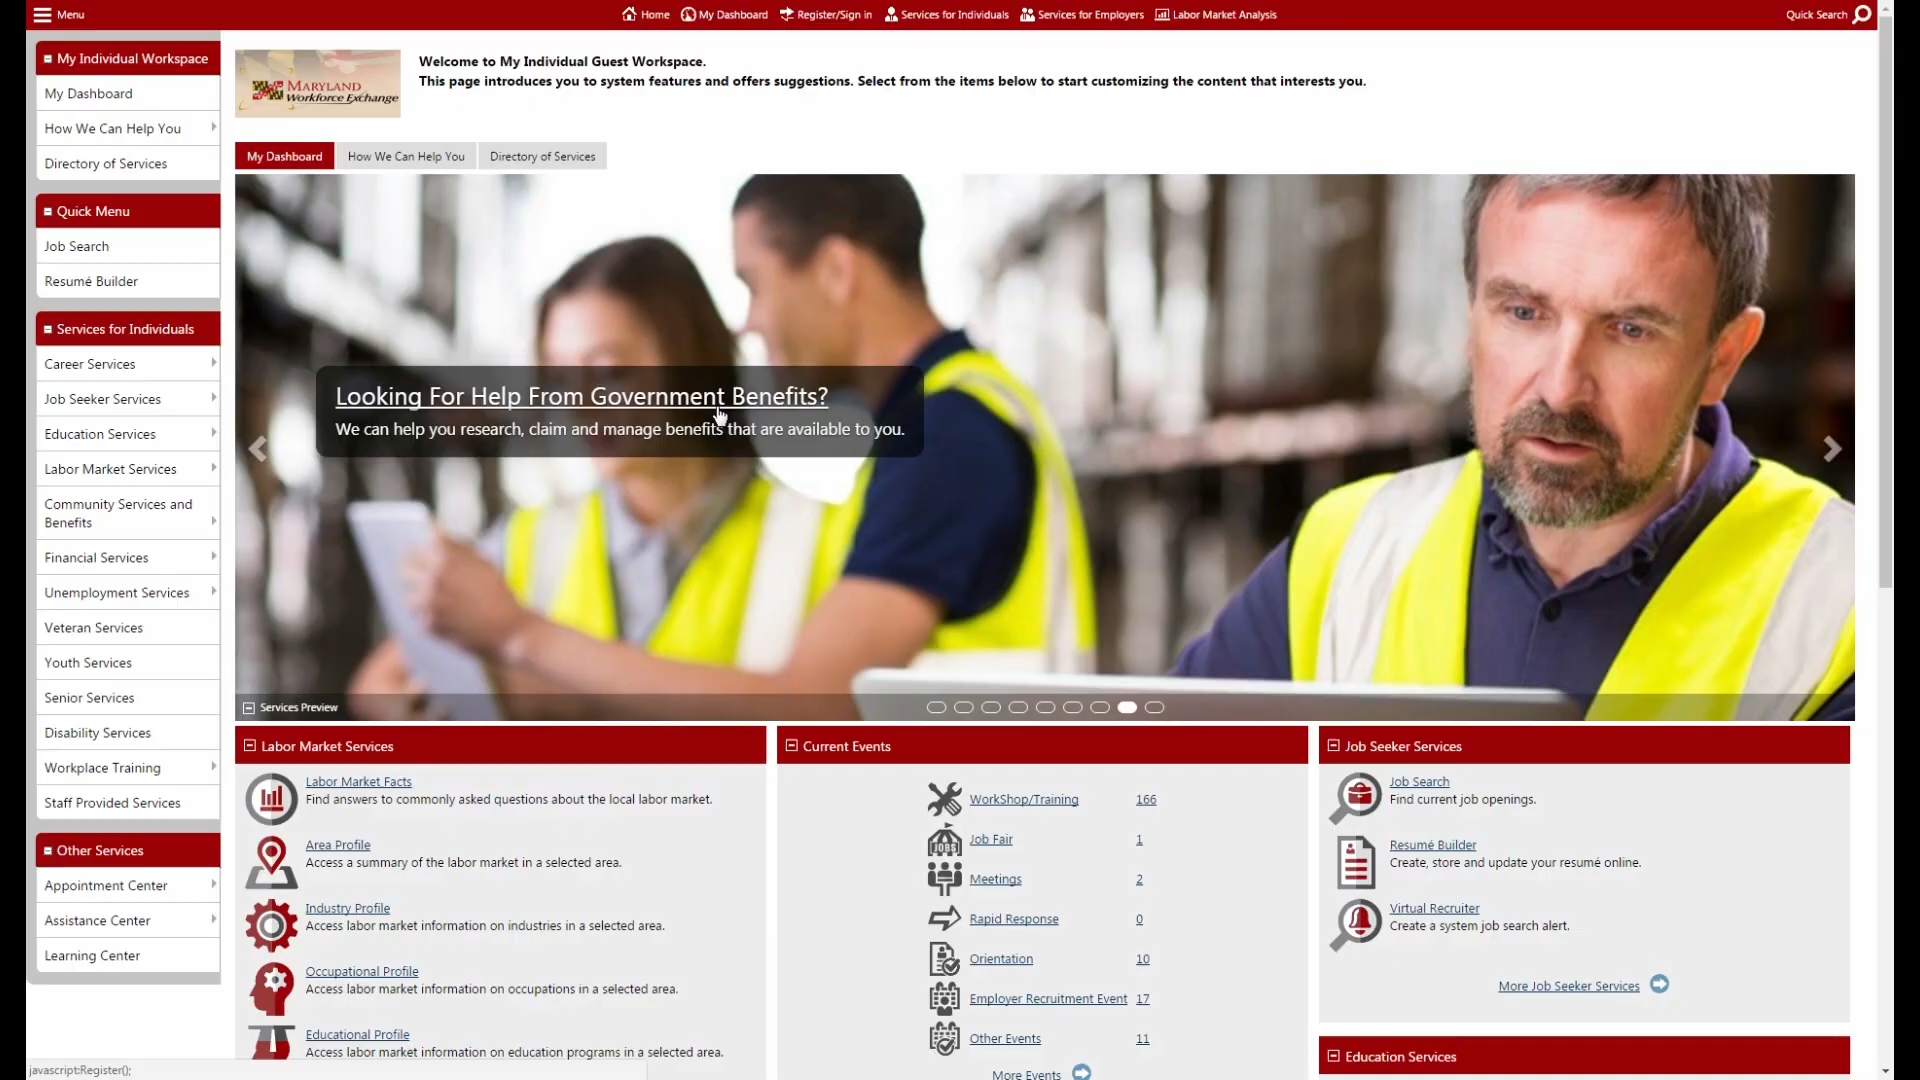 Menu
Home
My Dashboard
Register/Sign in
Services for Individuals
Services for Employers
Labor Market Analysis
Quick Search
My Individual Workspace
My Dashboard
How We Can Help You
Directory of Services
Quick Menu
Job Search
Resumé Builder
Services for Individuals
Career Services
Job Seeker Services
Education Services
Labor Market Services
Community Services and
Benefits
Financial Services
Unemployment Services
Veteran Services
Youth Services
Senior Services
Disability Services
Workplace Training
Staff Provided Services
Other Services
Appointment Center
Assistance Center
Learning Center
MARYLAND
Workforce Exchange
Welcome to My Individual Guest Workspace.
This page introduces you to system features and offers suggestions. Select from the items below to start customizing the content that interests you.
My Dashboard
How We Can Help You
Directory of Services
Looking For Help From Government Benefits?
We can help you research, claim and manage benefits that are available to you.
Services Preview
Labor Market Services
Labor Market Facts
Find answers to commonly asked questions about the local labor market.
Area Profile
Access a summary of the labor market in a selected area.
Industry Profile
Access labor market information on industries in a selected area.
Occupational Profile
Access labor market information on occupations in a selected area.
Educational Profile
Access labor market information on education programs in a selected area.
Current Events
WorkShop/Training 166
JOBS
Job Fair 1
Meetings 2
Rapid Response 0
Orientation 10
Employer Recruitment Event 17
Other Events 11
More Events
Job Seeker Services
Job Search
Find current job openings.
Resumé Builder
Create, store and update your resumé online.
Virtual Recruiter
Create a system job search alert.
More Job Seeker Services
Education Services
javascript:Register();